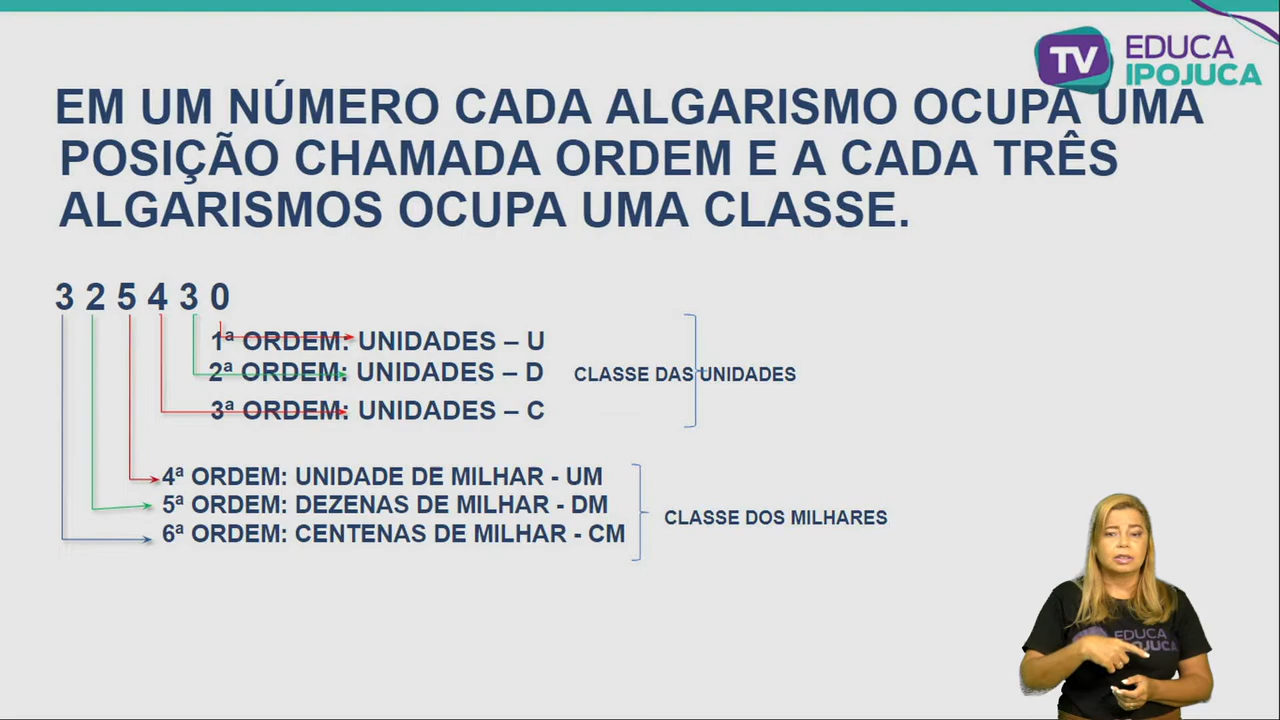 TV EDUCA
IPOJUCA
EM UM NÚMERO CADA ALGARISMO OCUPA UMA
POSIÇÃO CHAMADA ORDEM E A CADA TRÊS
ALGARISMOS OCUPA UMA CLASSE.
3 2 5 4 3 0
1ª ORDEM: UNIDADES – U
2ª ORDEM: UNIDADES – D
CLASSE DAS UNIDADES
3ª ORDEM: UNIDADES – C
4ª ORDEM: UNIDADE DE MILHAR - UM
5ª ORDEM: DEZENAS DE MILHAR - DM
CLASSE DOS MILHARES
6ª ORDEM: CENTENAS DE MILHAR - CM
EDUCA
IPOJUCA